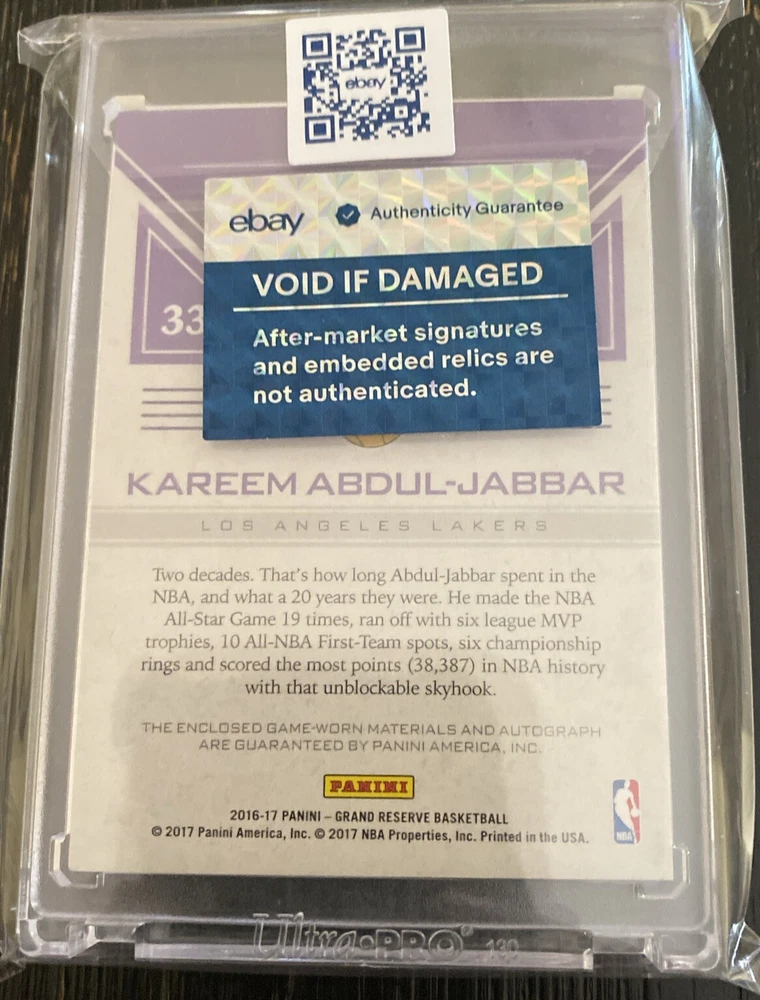 ebay
ebay Authenticity Guarantee
VOID IF DAMAGED
After-market signatures
and embedded relics are
not authenticated.
33
KAREEM ABDUL-JABBAR
LOS ANGELES LAKERS
Two decades. That's how long Abdul-Jabbar spent in the
NBA, and what a 20 years they were. He made the NBA
All-Star Game 19 times, ran off with six league MVP
trophies, 10 All-NBA First-Team spots, six championship
rings and scored the most points (38,387) in NBA history
with that unblockable skyhook.
THE ENCLOSED GAME-WORN MATERIALS AND AUTOGRAPH
ARE GUARANTEED BY PANINI AMERICA, INC.
PANINI
2016-17 PANINI – GRAND RESERVE BASKETBALL
© 2017 Panini America, Inc. © 2017 NBA Properties, Inc. Printed in the USA.
NBA
Ultra•PRO® 130